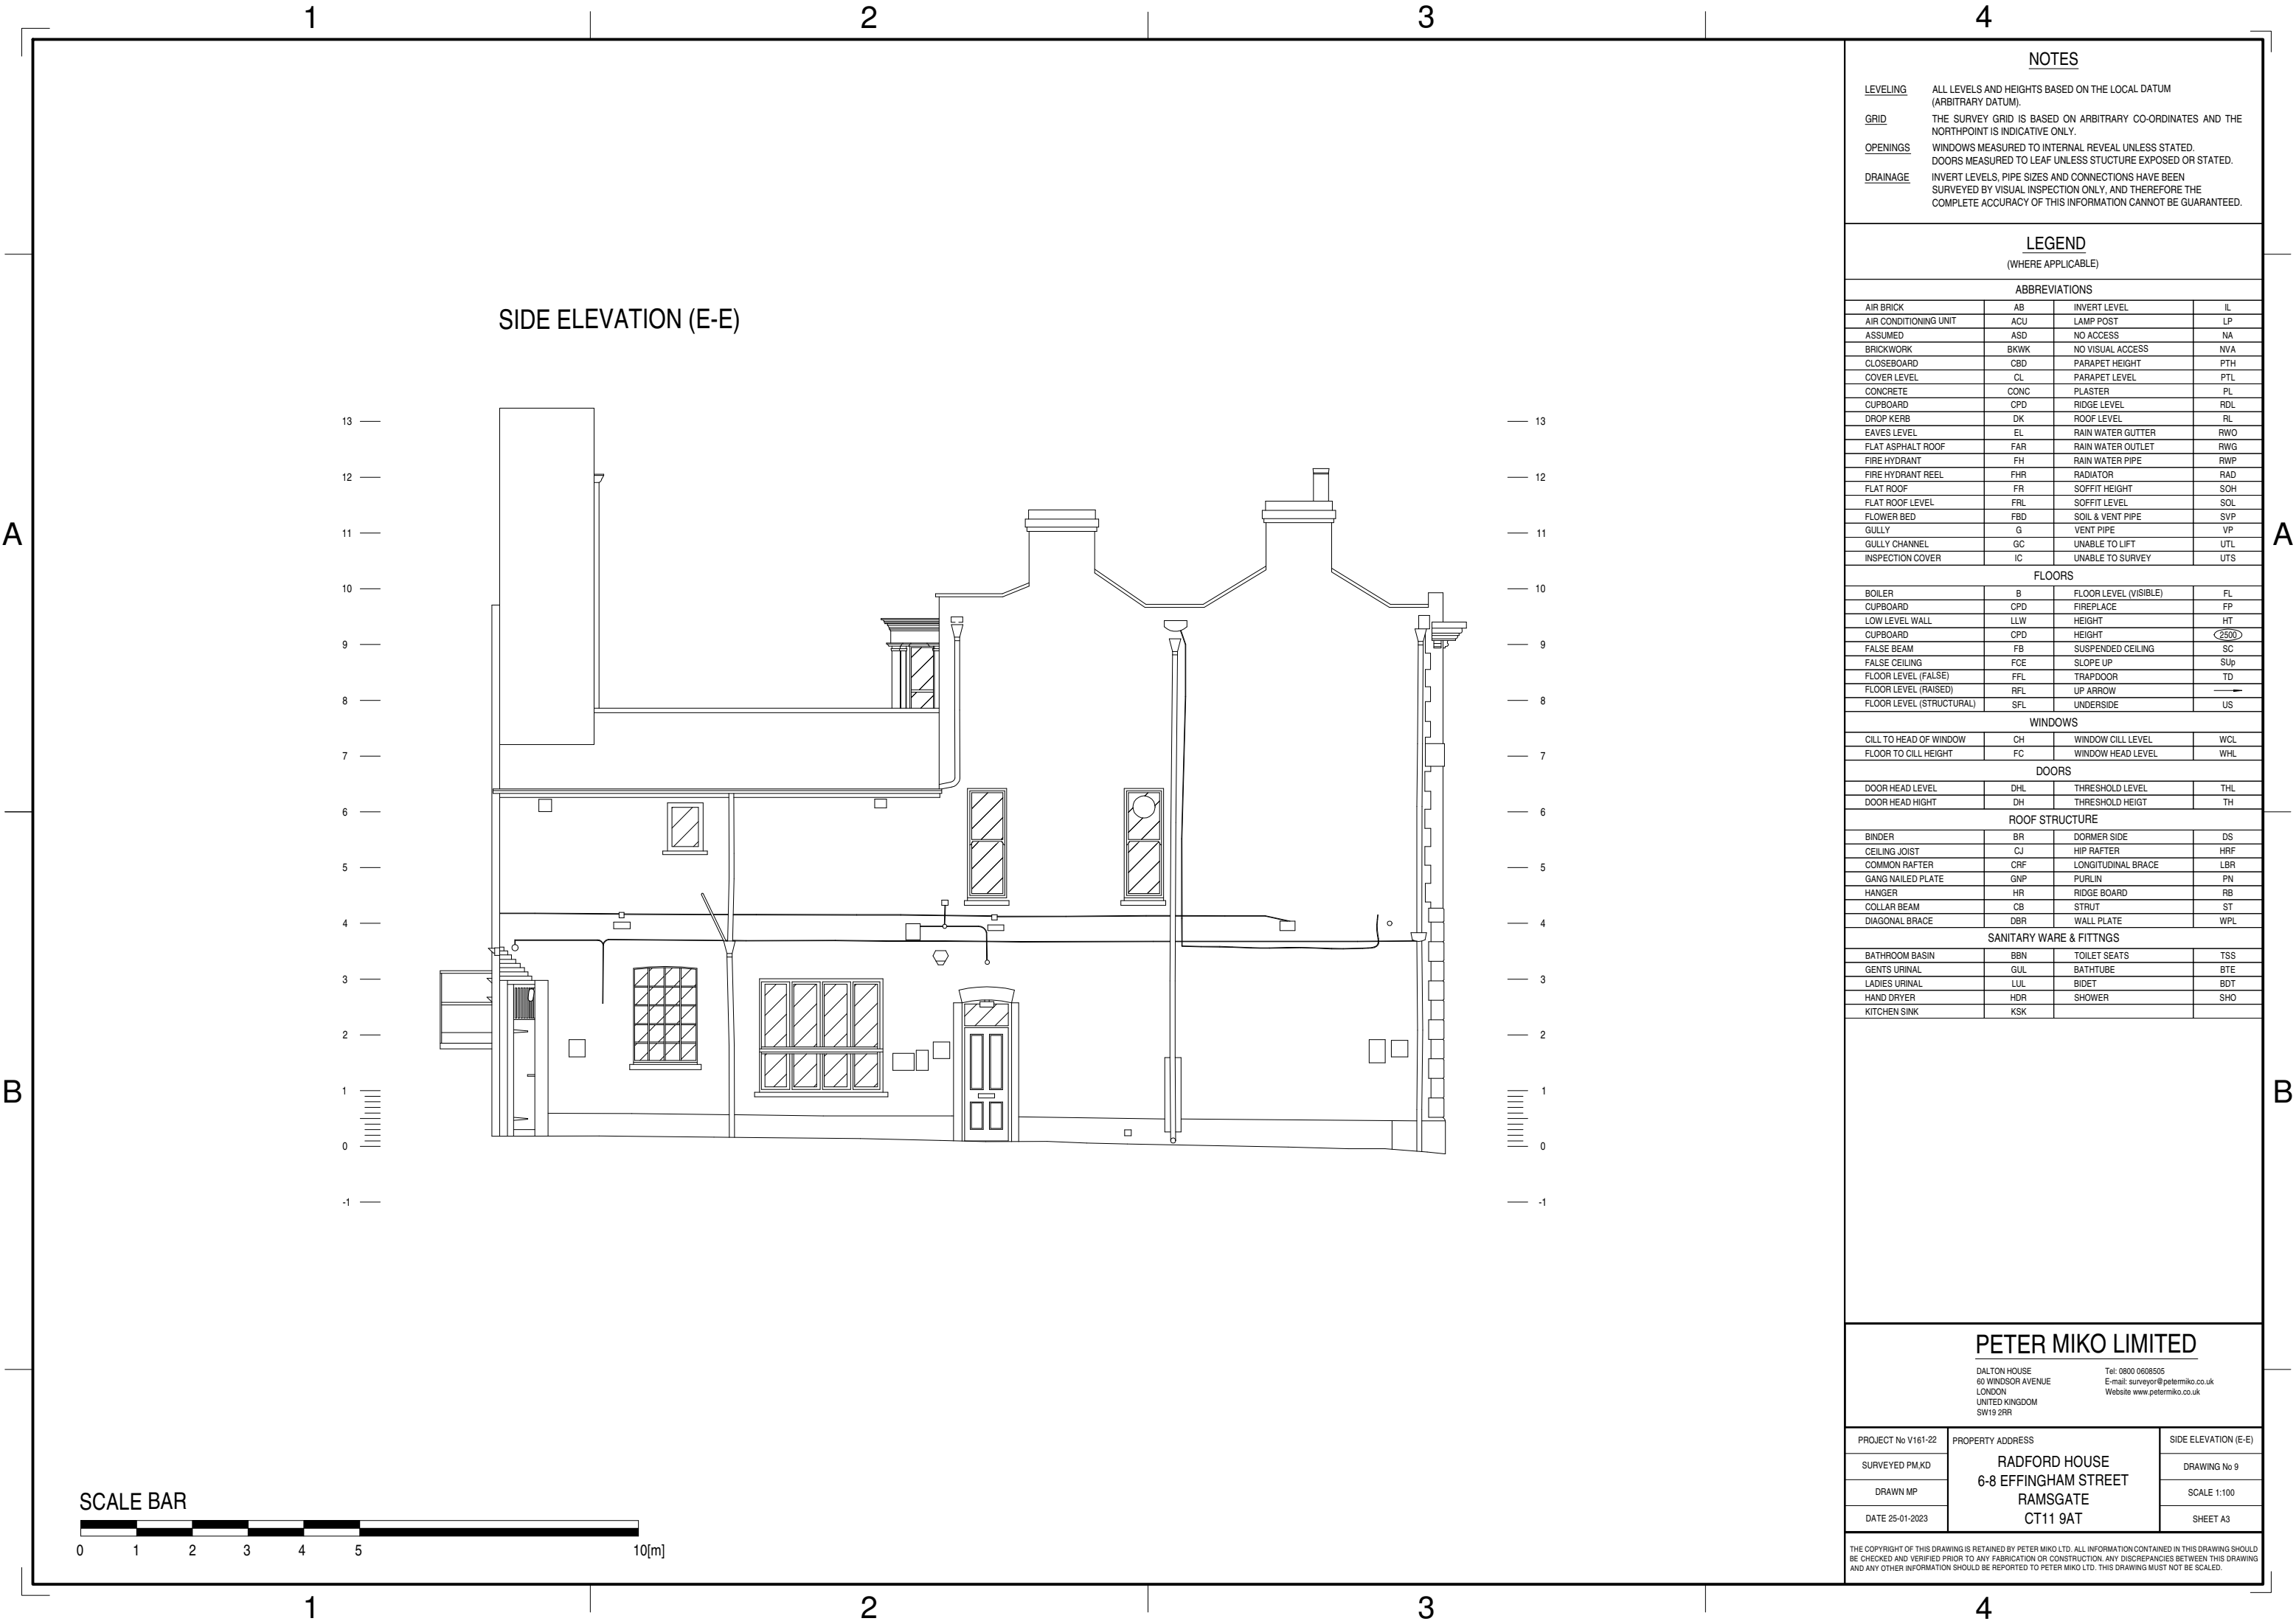 1 2 3 4
SIDE ELEVATION (E-E)
13 13
12 12
11 11
10 10
9 9
8 8
7 7
6 6
5 5
4 4
3 3
2 2
1 1
0 0
-1 -1
A A
B B
SCALE BAR
0 1 2 3 4 5 10[m]
NOTES
LEVELING ALL LEVELS AND HEIGHTS BASED ON THE LOCAL DATUM
(ARBITRARY DATUM).
GRID THE SURVEY GRID IS BASED ON ARBITRARY CO-ORDINATES AND THE
NORTHPOINT IS INDICATIVE ONLY.
OPENINGS WINDOWS MEASURED TO INTERNAL REVEAL UNLESS STATED.
DOORS MEASURED TO LEAF UNLESS STUCTURE EXPOSED OR STATED.
DRAINAGE INVERT LEVELS, PIPE SIZES AND CONNECTIONS HAVE BEEN
SURVEYED BY VISUAL INSPECTION ONLY, AND THEREFORE THE
COMPLETE ACCURACY OF THIS INFORMATION CANNOT BE GUARANTEED.
LEGEND
(WHERE APPLICABLE)
ABBREVIATIONS
AIR BRICK AB INVERT LEVEL IL
AIR CONDITIONING UNIT ACU LAMP POST LP
ASSUMED ASD NO ACCESS NA
BRICKWORK BKWK NO VISUAL ACCESS NVA
CLOSEBOARD CBD PARAPET HEIGHT PTH
COVER LEVEL CL PARAPET LEVEL PTL
CONCRETE CONC PLASTER PL
CUPBOARD CPD RIDGE LEVEL RDL
DROP KERB DK ROOF LEVEL RL
EAVES LEVEL EL RAIN WATER GUTTER RWO
FLAT ASPHALT ROOF FAR RAIN WATER OUTLET RWG
FIRE HYDRANT FH RAIN WATER PIPE RWP
FIRE HYDRANT REEL FHR RADIATOR RAD
FLAT ROOF FR SOFFIT HEIGHT SOH
FLAT ROOF LEVEL FRL SOFFIT LEVEL SOL
FLOWER BED FBD SOIL & VENT PIPE SVP
GULLY G VENT PIPE VP
GULLY CHANNEL GC UNABLE TO LIFT UTL
INSPECTION COVER IC UNABLE TO SURVEY UTS
FLOORS
BOILER B FLOOR LEVEL (VISIBLE) FL
CUPBOARD CPD FIREPLACE FP
LOW LEVEL WALL LLW HEIGHT HT
CUPBOARD CPD HEIGHT 2500
FALSE BEAM FB SUSPENDED CEILING SC
FALSE CEILING FCE SLOPE UP SUp
FLOOR LEVEL (FALSE) FFL TRAPDOOR TD
FLOOR LEVEL (RAISED) RFL UP ARROW
FLOOR LEVEL (STRUCTURAL) SFL UNDERSIDE US
WINDOWS
CILL TO HEAD OF WINDOW CH WINDOW CILL LEVEL WCL
FLOOR TO CILL HEIGHT FC WINDOW HEAD LEVEL WHL
DOORS
DOOR HEAD LEVEL DHL THRESHOLD LEVEL THL
DOOR HEAD HIGHT DH THRESHOLD HEIGT TH
ROOF STRUCTURE
BINDER BR DORMER SIDE DS
CEILING JOIST CJ HIP RAFTER HRF
COMMON RAFTER CRF LONGITUDINAL BRACE LBR
GANG NAILED PLATE GNP PURLIN PN
HANGER HR RIDGE BOARD RB
COLLAR BEAM CB STRUT ST
DIAGONAL BRACE DBR WALL PLATE WPL
SANITARY WARE & FITTNGS
BATHROOM BASIN BBN TOILET SEATS TSS
GENTS URINAL GUL BATHTUBE BTE
LADIES URINAL LUL BIDET BDT
HAND DRYER HDR SHOWER SHO
KITCHEN SINK KSK
PETER MIKO LIMITED
DALTON HOUSE Tel: 0800 0608505
60 WINDSOR AVENUE E-mail: surveyor@petermiko.co.uk
LONDON Website www.petermiko.co.uk
UNITED KINGDOM
SW19 2RR
PROJECT No V161-22 PROPERTY ADDRESS SIDE ELEVATION (E-E)
SURVEYED PM,KD RADFORD HOUSE DRAWING No 9
6-8 EFFINGHAM STREET
DRAWN MP RAMSGATE SCALE 1:100
DATE 25-01-2023 CT11 9AT SHEET A3
THE COPYRIGHT OF THIS DRAWING IS RETAINED BY PETER MIKO LTD. ALL INFORMATION CONTAINED IN THIS DRAWING SHOULD
BE CHECKED AND VERIFIED PRIOR TO ANY FABRICATION OR CONSTRUCTION. ANY DISCREPANCIES BETWEEN THIS DRAWING
AND ANY OTHER INFORMATION SHOULD BE REPORTED TO PETER MIKO LTD. THIS DRAWING MUST NOT BE SCALED.
1 2 3 4